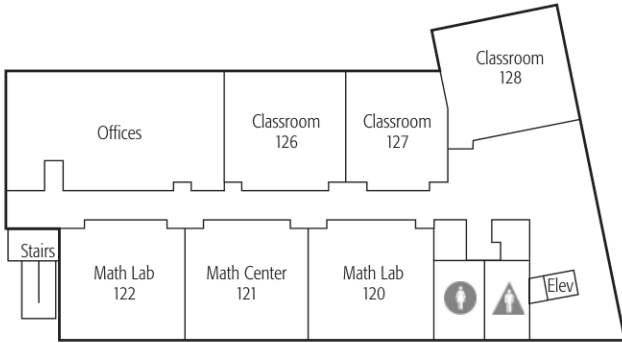 Classroom
128
Offices
Classroom
126
Classroom
127
Stairs
Math Lab
122
Math Center
121
Math Lab
120
Elev